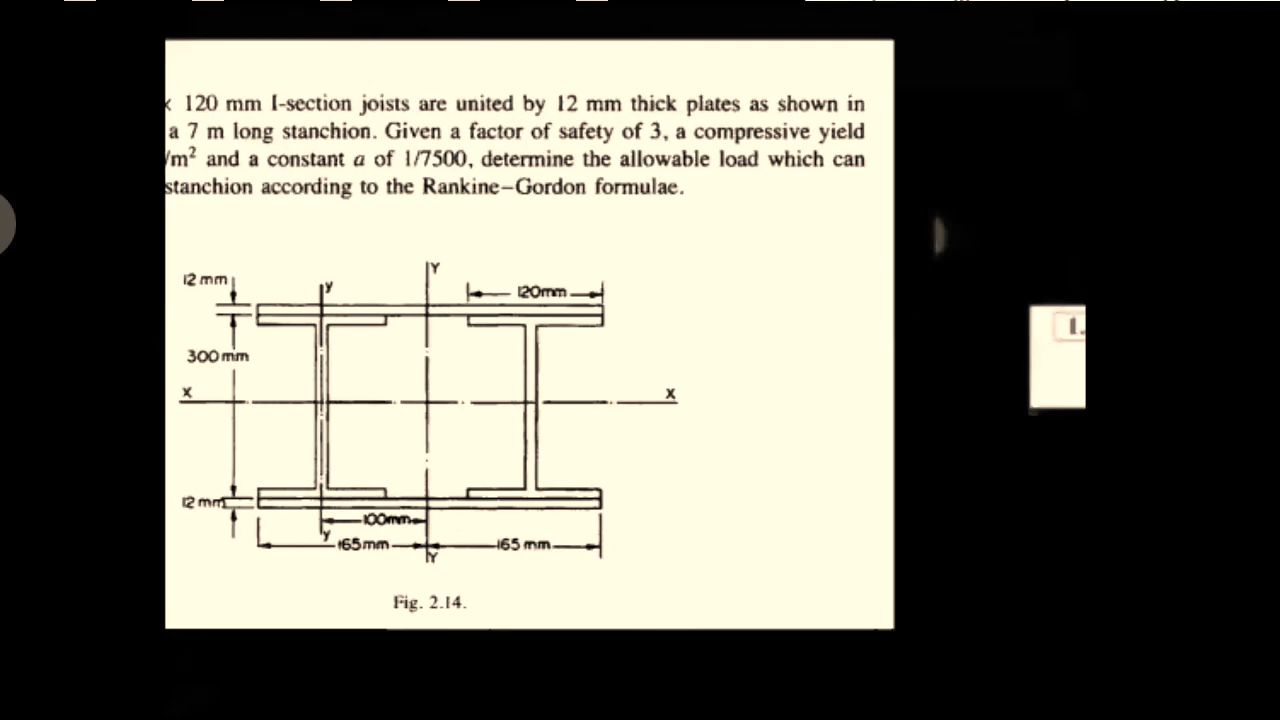 120 mm I-section joists are united by 12 mm thick plates as shown in
a 7 m long stanchion. Given a factor of safety of 3, a compressive yield
/m² and a constant a of 1/7500, determine the allowable load which can
stanchion according to the Rankine–Gordon formulae.
Y
12 mm
y
120mm
300mm
X
X
12 mm
100mm
y
165mm
165 mm
Y
Fig. 2.14.
1.